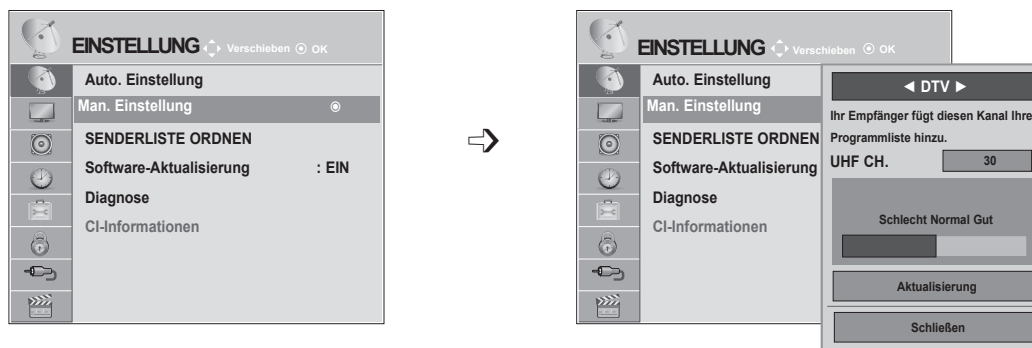 EINSTELLUNG Verschieben OK
Auto. Einstellung
Man. Einstellung
SENDERLISTE ORDNEN
Software-Aktualisierung : EIN
Diagnose
CI-Informationen
EINSTELLUNG Verschieben OK
Auto. Einstellung
Man. Einstellung
SENDERLISTE ORDNEN
Software-Aktualisierung
Diagnose
CI-Informationen
◄ DTV ►
Ihr Empfänger fügt diesen Kanal Ihre
Programmliste hinzu.
UHF CH. 30
Schlecht Normal Gut
Aktualisierung
Schließen